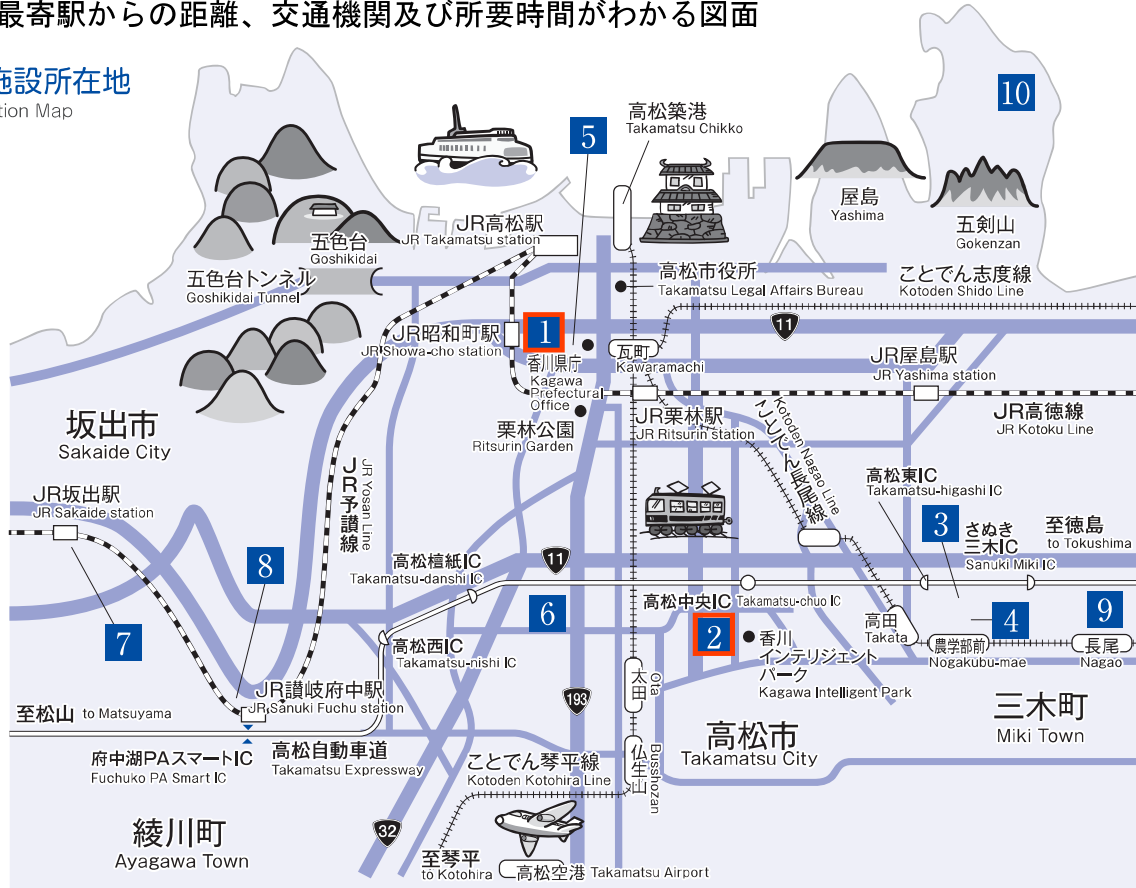 最寄駅からの距離、交通機関及び所要時間がわかる図面
施設所在地
tion Map
10
高松築港
Takamatsu Chikko
5
屋島
Yashima
五剣山
Gokenzan
JR高松駅
JR Takamatsu station
五色台
Goshikidai
五色台トンネル
Goshikidai Tunnel
高松市役所
Takamatsu Legal Affairs Bureau
ことでん志度線
Kotoden Shido Line
1
11
JR昭和町駅
JR Showa-cho station
香川県庁
Kagawa
Prefectural
Office
瓦町
Kawaramachi
JR屋島駅
JR Yashima station
坂出市
Sakaide City
栗林公園
Ritsurin Garden
JR栗林駅
JR Ritsurin station
JR高徳線
JR Kotoku Line
JR予讃線
JR Yosan Line
ことでん長尾線
Kotoden Nagao Line
高松東IC
Takamatsu-higashi IC
JR坂出駅
JR Sakaide station
3
さぬき
三木IC
Sanuki Miki IC
至徳島
to Tokushima
8
高松檀紙IC
Takamatsu-danshi IC
11
7
6
高松中央IC Takamatsu-chuo IC
2
香川
インテリジェント
パーク
Kagawa Intelligent Park
高田
Takata
4
9
農学部前
Nogakubu-mae
長尾
Nagao
高松西IC
Takamatsu-nishi IC
太田
Ota
JR讃岐府中駅
JR Sanuki Fuchu station
193
至松山 to Matsuyama
三木町
Miki Town
高松市
Takamatsu City
府中湖PAスマートIC
Fuchuko PA Smart IC
高松自動車道
Takamatsu Expressway
ことでん琴平線
Kotoden Kotohira Line
仏生山
Busshozan
綾川町
Ayagawa Town
32
至琴平
to Kotohira
高松空港 Takamatsu Airport